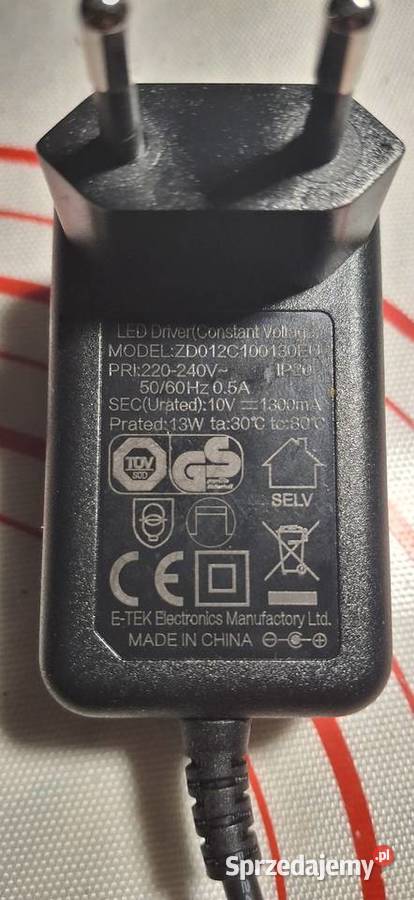 LED Driver(Constant Voltage)
MODEL:ZD012C100130EU
PRI:220-240V~ IP20
50/60Hz 0.5A
SEC(Urated):10V ⎓ 1300mA
Prated:13W ta:30℃ tc:80℃
TÜV
SÜD
GS
SELV
CE
E-TEK Electronics Manufactory Ltd.
MADE IN CHINA
Sprzedajemy.pl